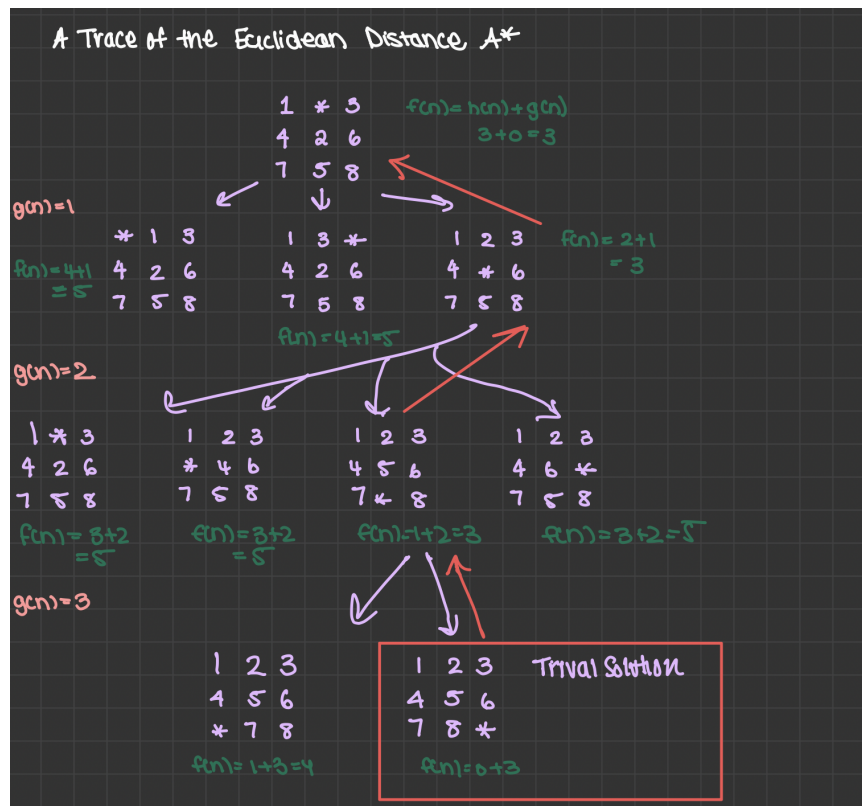 A Trace of the Euclidean Distance A*
1 * 3 f(n)= h(n)+g(n)
4 2 6 3+0=3
7 5 8
g(n)=1
* 1 3 1 3 * 1 2 3 f(n)= 2+1
f(n)=4+1 4 2 6 4 2 6 4 * 6 = 3
= 5 7 5 8 7 5 8 7 5 8
f(n)=4+1=5
g(n)=2
1 * 3 1 2 3 1 2 3 1 2 3
4 2 6 * 4 6 4 5 6 4 6 *
7 5 8 7 5 8 7 * 8 7 5 8
f(n)= 3+2 f(n)=3+2 f(n)=1+2=3 f(n)=3+2=5
=5 =5
g(n)=3
1 2 3 1 2 3 Trival Solution
4 5 6 4 5 6
* 7 8 7 8 *
f(n)= 1+3=4 f(n)=0+3